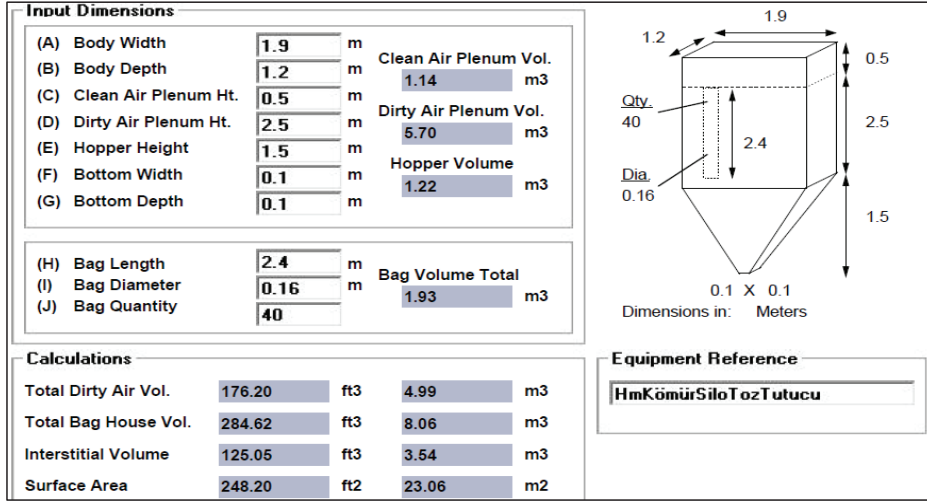 Input Dimensions
(A) Body Width 1.9 m
(B) Body Depth 1.2 m
(C) Clean Air Plenum Ht. 0.5 m
(D) Dirty Air Plenum Ht. 2.5 m
(E) Hopper Height 1.5 m
(F) Bottom Width 0.1 m
(G) Bottom Depth 0.1 m
Clean Air Plenum Vol.
1.14 m3
Dirty Air Plenum Vol.
5.70 m3
Hopper Volume
1.22 m3
(H) Bag Length 2.4 m
(I) Bag Diameter 0.16 m
(J) Bag Quantity 40
Bag Volume Total
1.93 m3
1.9
1.2
0.5
Qty.
40
2.4
2.5
Dia.
0.16
1.5
0.1 X 0.1
Dimensions in: Meters
Calculations
Total Dirty Air Vol. 176.20 ft3 4.99 m3
Total Bag House Vol. 284.62 ft3 8.06 m3
Interstitial Volume 125.05 ft3 3.54 m3
Surface Area 248.20 ft2 23.06 m2
Equipment Reference
HmKömürSiloTozTutucu